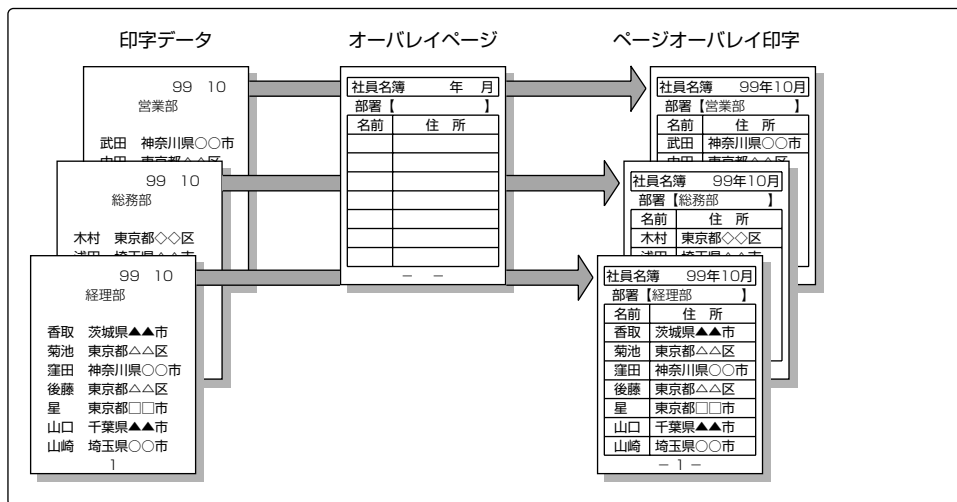 印字データ
オーバレイページ
ページオーバレイ印字
99 10
営業部
武田 神奈川県○○市
99 10
総務部
木村 東京都◇◇区
99 10
経理部
香取 茨城県▲▲市
菊池 東京都△△区
窪田 神奈川県○○市
後藤 東京都△△区
星 東京都□□市
山口 千葉県▲▲市
山崎 埼玉県○○市
1
社員名簿 年 月
部署【 】
名前 住 所
− −
社員名簿 99年10月
部署【営業部 】
名前 住 所
武田 神奈川県○○市
社員名簿 99年10月
部署【総務部 】
名前 住 所
木村 東京都◇◇区
社員名簿 99年10月
部署【経理部 】
名前 住 所
香取 茨城県▲▲市
菊池 東京都△△区
窪田 神奈川県○○市
後藤 東京都△△区
星 東京都□□市
山口 千葉県▲▲市
山崎 埼玉県○○市
− 1 −